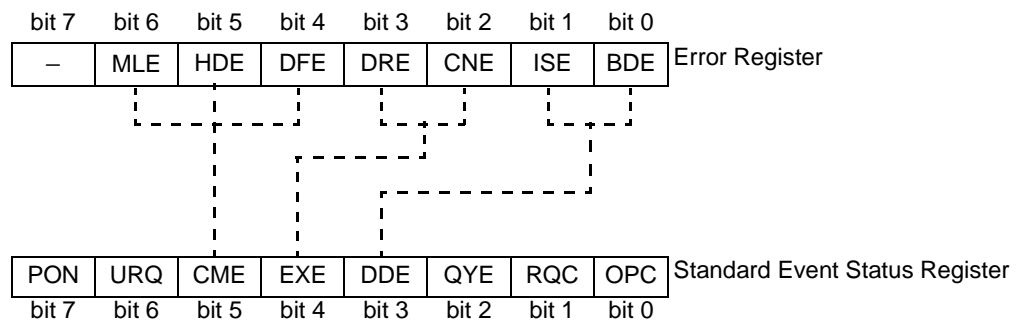 bit 7 bit 6 bit 5 bit 4 bit 3 bit 2 bit 1 bit 0
– MLE HDE DFE DRE CNE ISE BDE Error Register
PON URQ CME EXE DDE QYE RQC OPC Standard Event Status Register
bit 7 bit 6 bit 5 bit 4 bit 3 bit 2 bit 1 bit 0